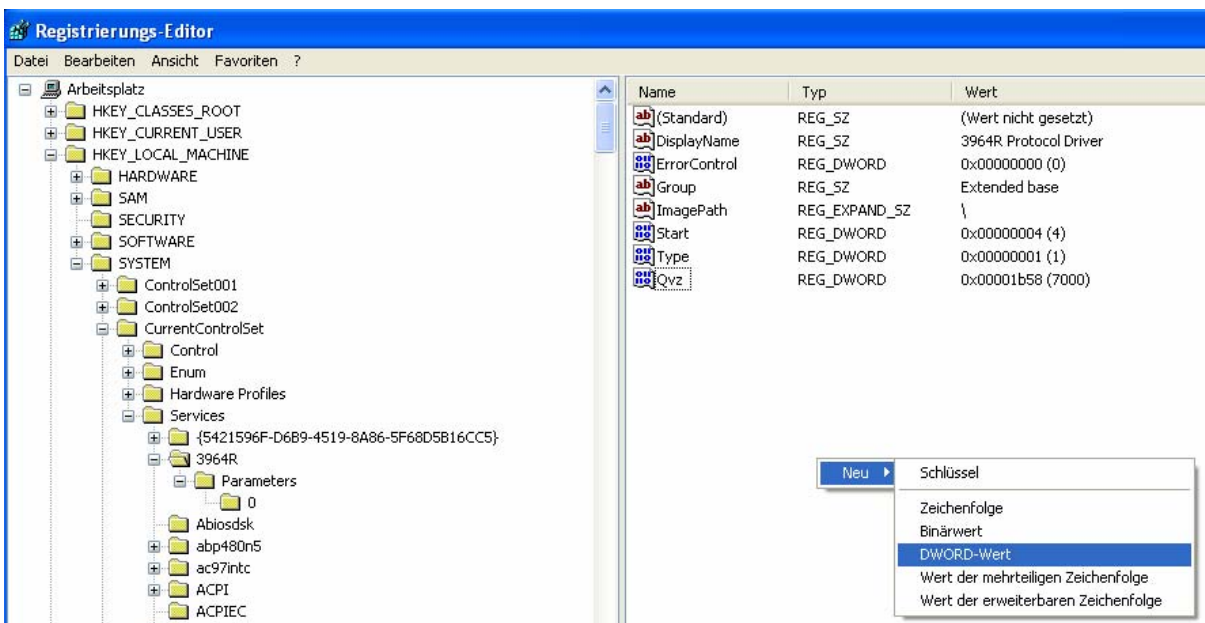 Registrierungs-Editor
Datei Bearbeiten Ansicht Favoriten ?
Arbeitsplatz
HKEY_CLASSES_ROOT
HKEY_CURRENT_USER
HKEY_LOCAL_MACHINE
HARDWARE
SAM
SECURITY
SOFTWARE
SYSTEM
ControlSet001
ControlSet002
CurrentControlSet
Control
Enum
Hardware Profiles
Services
{5421596F-D6B9-4519-8A86-5F68D5B16CC5}
3964R
Parameters
0
Abiosdsk
abp480n5
ac97intc
ACPI
ACPIEC
Name Typ Wert
(Standard) REG_SZ (Wert nicht gesetzt)
DisplayName REG_SZ 3964R Protocol Driver
ErrorControl REG_DWORD 0x00000000 (0)
Group REG_SZ Extended base
ImagePath REG_EXPAND_SZ \
Start REG_DWORD 0x00000004 (4)
Type REG_DWORD 0x00000001 (1)
Qvz REG_DWORD 0x00001b58 (7000)
Neu
Schlüssel
Zeichenfolge
Binärwert
DWORD-Wert
Wert der mehrteiligen Zeichenfolge
Wert der erweiterbaren Zeichenfolge